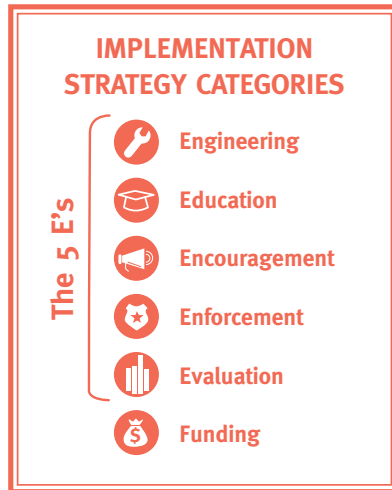 IMPLEMENTATION
STRATEGY CATEGORIES
The 5 E's
Engineering
Education
Encouragement
Enforcement
Evaluation
$
Funding